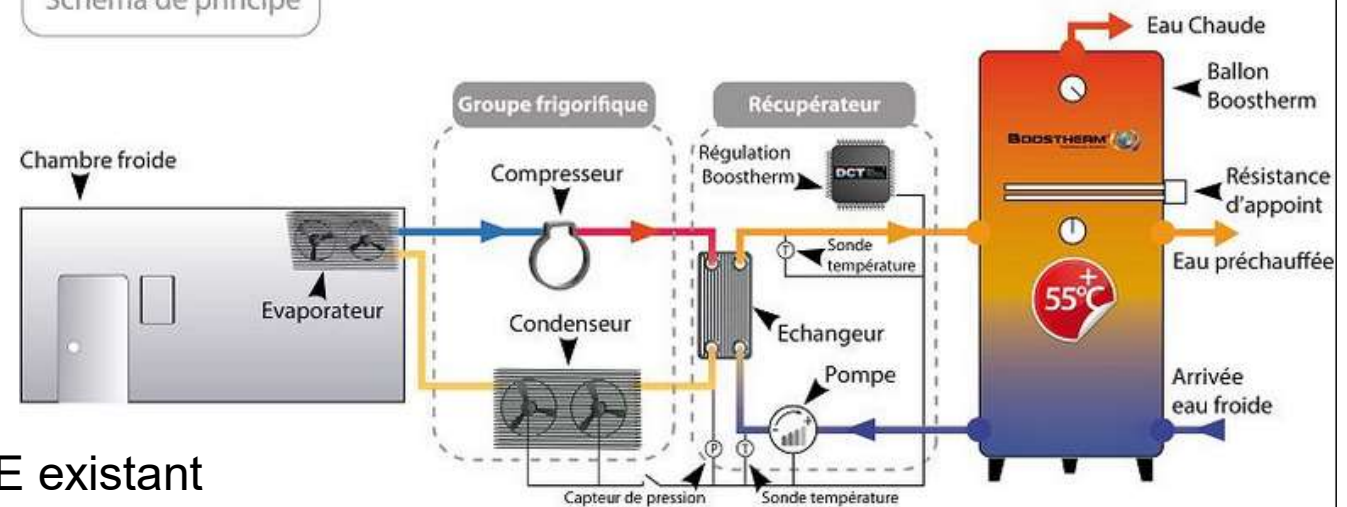 Schéma de principe
Eau Chaude
Ballon
Boostherm
Groupe frigorifique
Récupérateur
BOOSTHERM
Chambre froide
Compresseur
Régulation
Boostherm
DCT
Résistance
d'appoint
T
Sonde
température
Eau préchauffée
Evaporateur
+
55°C
Condenseur
Echangeur
Pompe
Arrivée
eau froide
- +
P
T
E existant
Capteur de pression
Sonde température